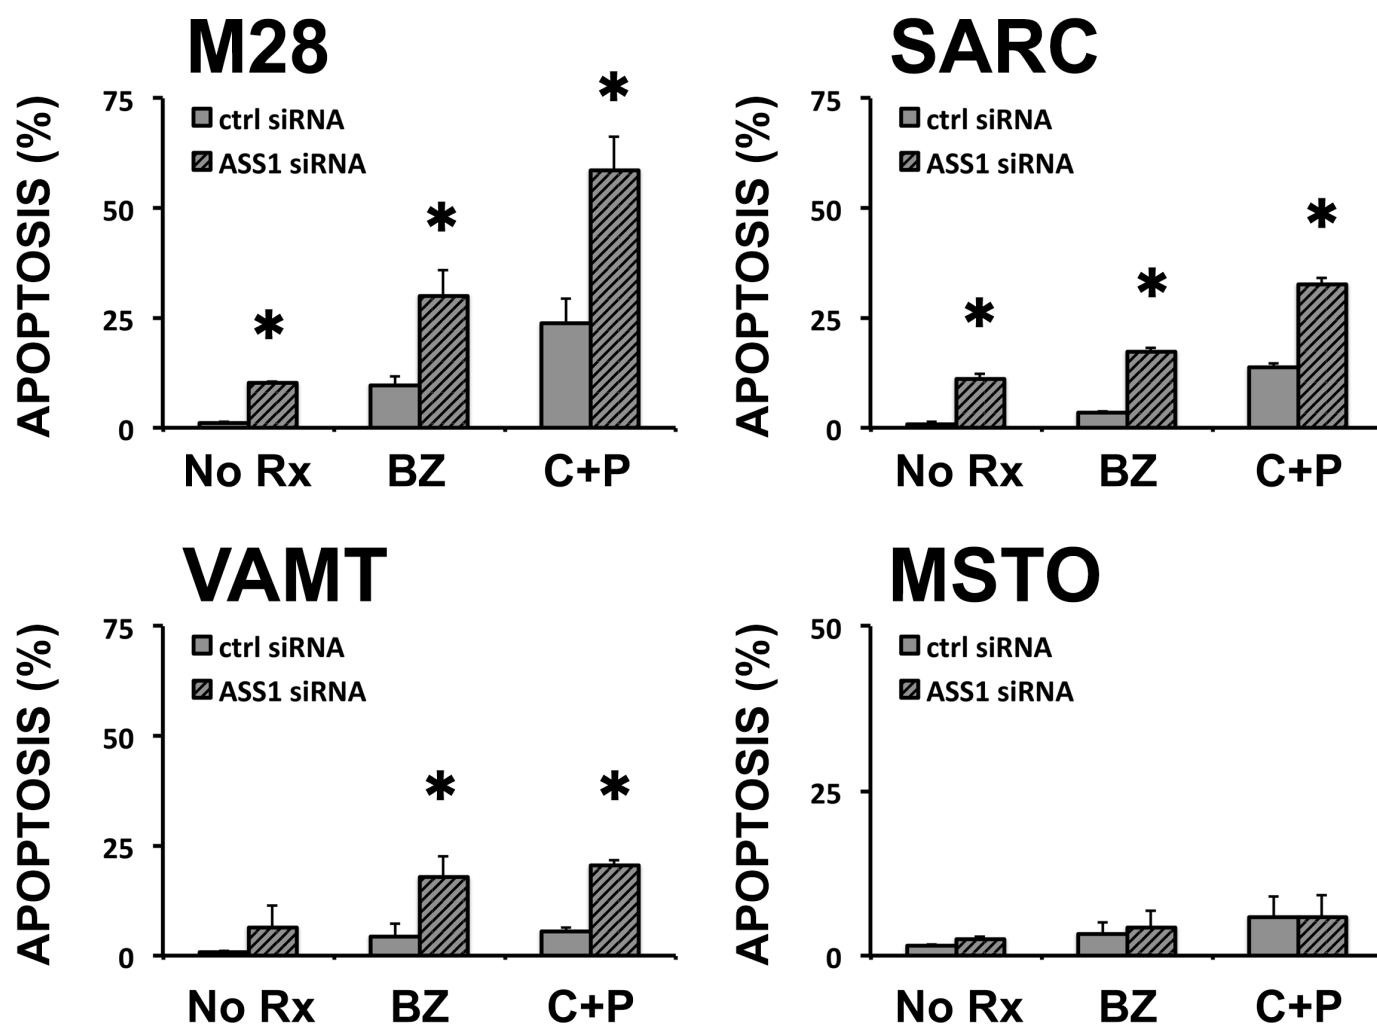 M28
APOPTOSIS (%)
75
50
25
0
ctrl siRNA
ASS1 siRNA
*
*
*
No Rx BZ C+P
SARC
APOPTOSIS (%)
75
50
25
0
ctrl siRNA
ASS1 siRNA
*
*
*
No Rx BZ C+P
VAMT
APOPTOSIS (%)
75
50
25
0
ctrl siRNA
ASS1 siRNA
*
*
No Rx BZ C+P
MSTO
APOPTOSIS (%)
50
25
0
ctrl siRNA
ASS1 siRNA
No Rx BZ C+P